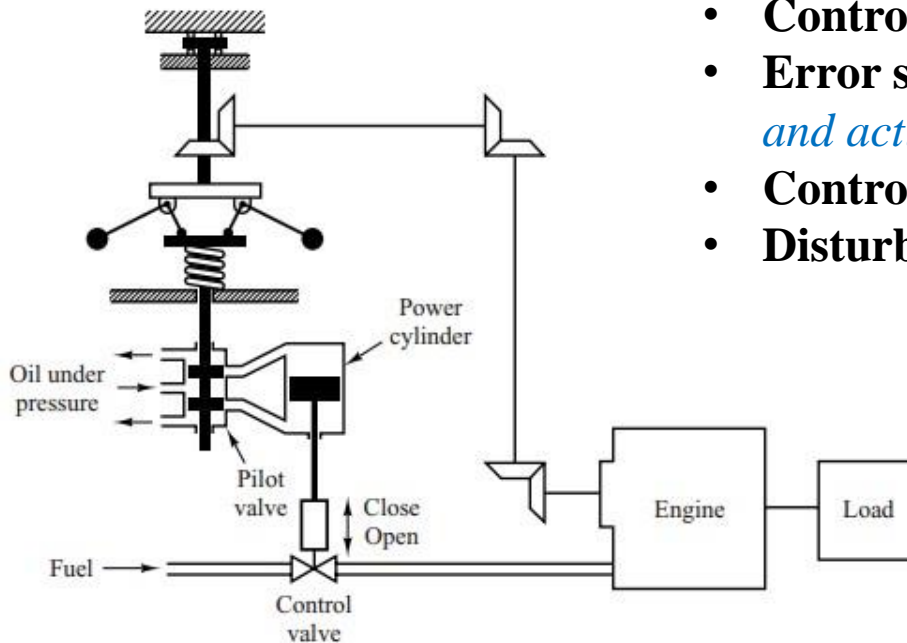 • Contro
• Error s
and act
• Contro
• Disturb
Power
cylinder
Oil under
pressure
Pilot
valve
Close
Open
Engine
Load
Fuel
Control
valve